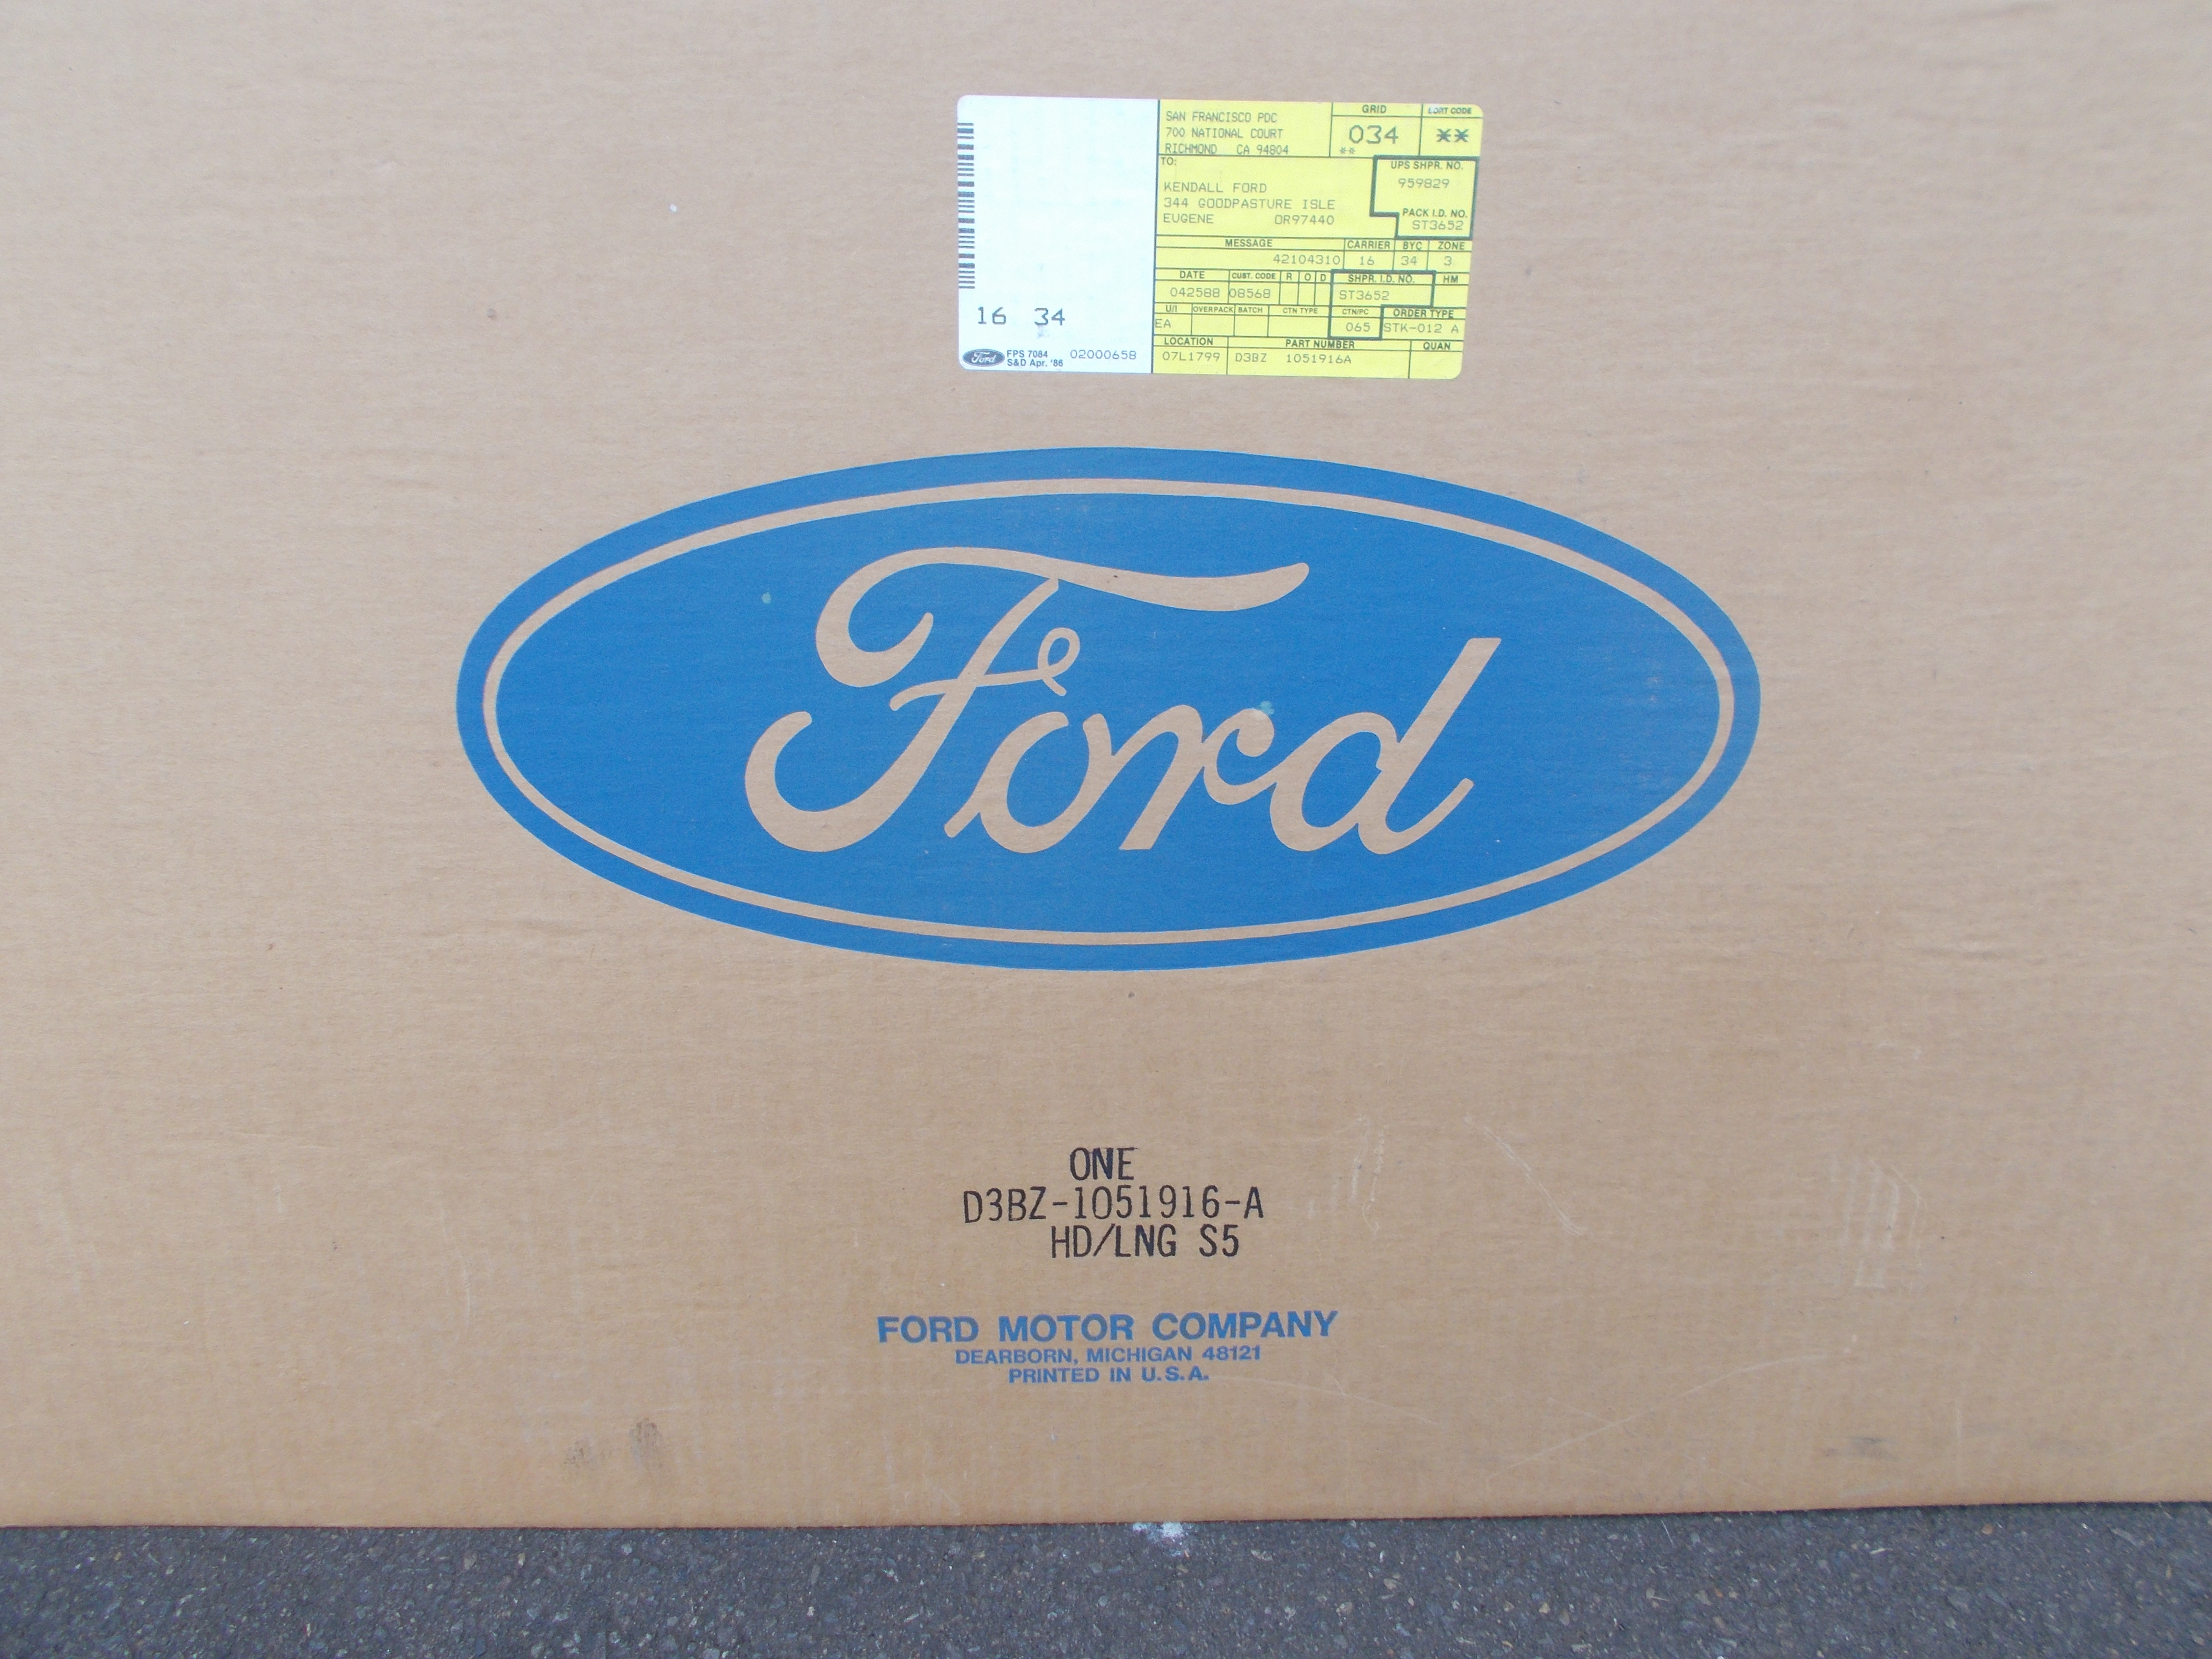 SAN FRANCISCO PDC
700 NATIONAL COURT
RICHMOND CA 94804
GRID
034
**
SORT CODE
**
TO:
KENDALL FORD
344 GOODPASTURE ISLE
EUGENE OR97440
UPS SHPR. NO.
959829
PACK I.D. NO.
ST3652
MESSAGE
42104310
CARRIER
16
BYC
34
ZONE
3
DATE
042588
CUST. CODE
08568
R O D
SHPR. I.D. NO.
ST3652
HM
U/I
EA
OVERPACK
BATCH
CTN TYPE
CTN/PC
065
ORDER TYPE
STK-012 A
LOCATION
07L1799
PART NUMBER
D3BZ 1051916A
QUAN
16 34
Ford
FPS 7084
S&D Apr. '86
02000658
Ford
ONE
D3BZ-1051916-A
HD/LNG S5
FORD MOTOR COMPANY
DEARBORN, MICHIGAN 48121
PRINTED IN U.S.A.